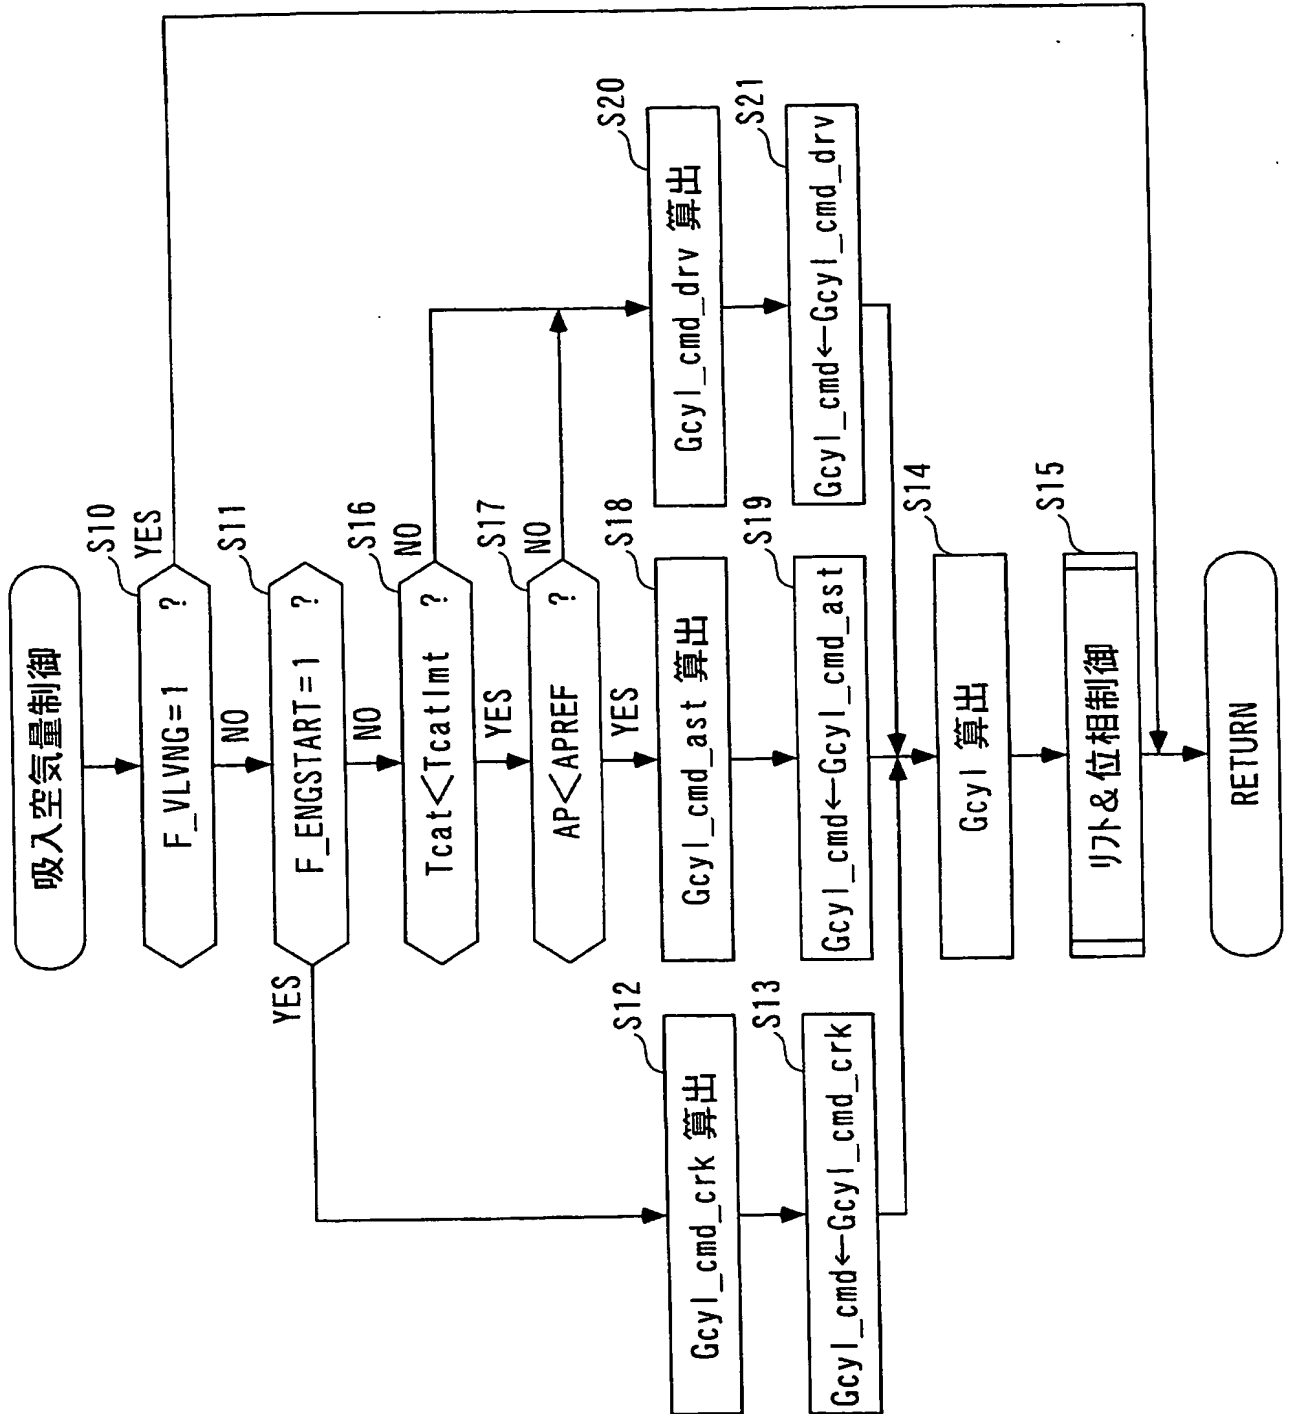 吸入空気量制御
F_VLVNG=1 ?
S10
YES
NO
F_ENGSTART=1 ?
S11
YES
NO
Tcat<Tcatlmt ?
S16
NO
YES
AP<APREF ?
S17
NO
YES
Gcyl_cmd_crk 算出
S12
Gcyl_cmd_ast 算出
S18
Gcyl_cmd_drv 算出
S20
Gcyl_cmd←Gcyl_cmd_crk
S13
Gcyl_cmd←Gcyl_cmd_ast
S19
Gcyl_cmd←Gcyl_cmd_drv
S21
Gcyl 算出
S14
リフト&位相制御
S15
RETURN